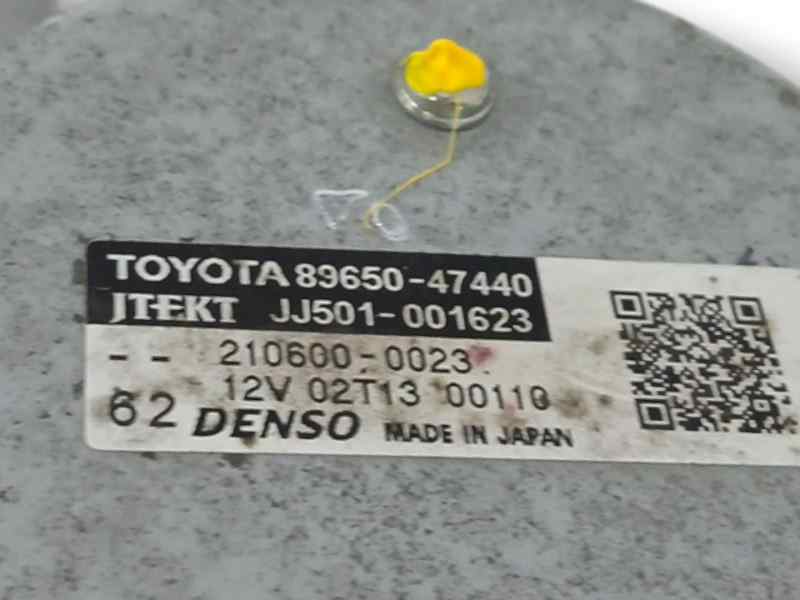 TOYOTA 89650-47440
JTEKT JJ501-001623
-- 210600-0023
12V 02T13 00110
62 DENSO MADE IN JAPAN